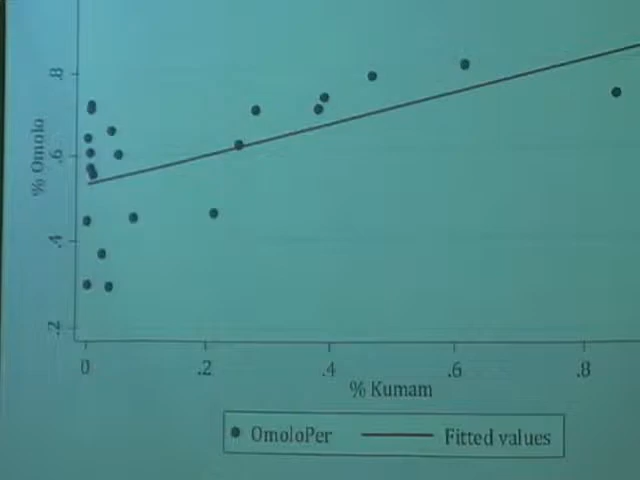 % Omolo
.8
.6
.4
.2
0 .2 .4 .6 .8
% Kumam
OmoloPer Fitted values